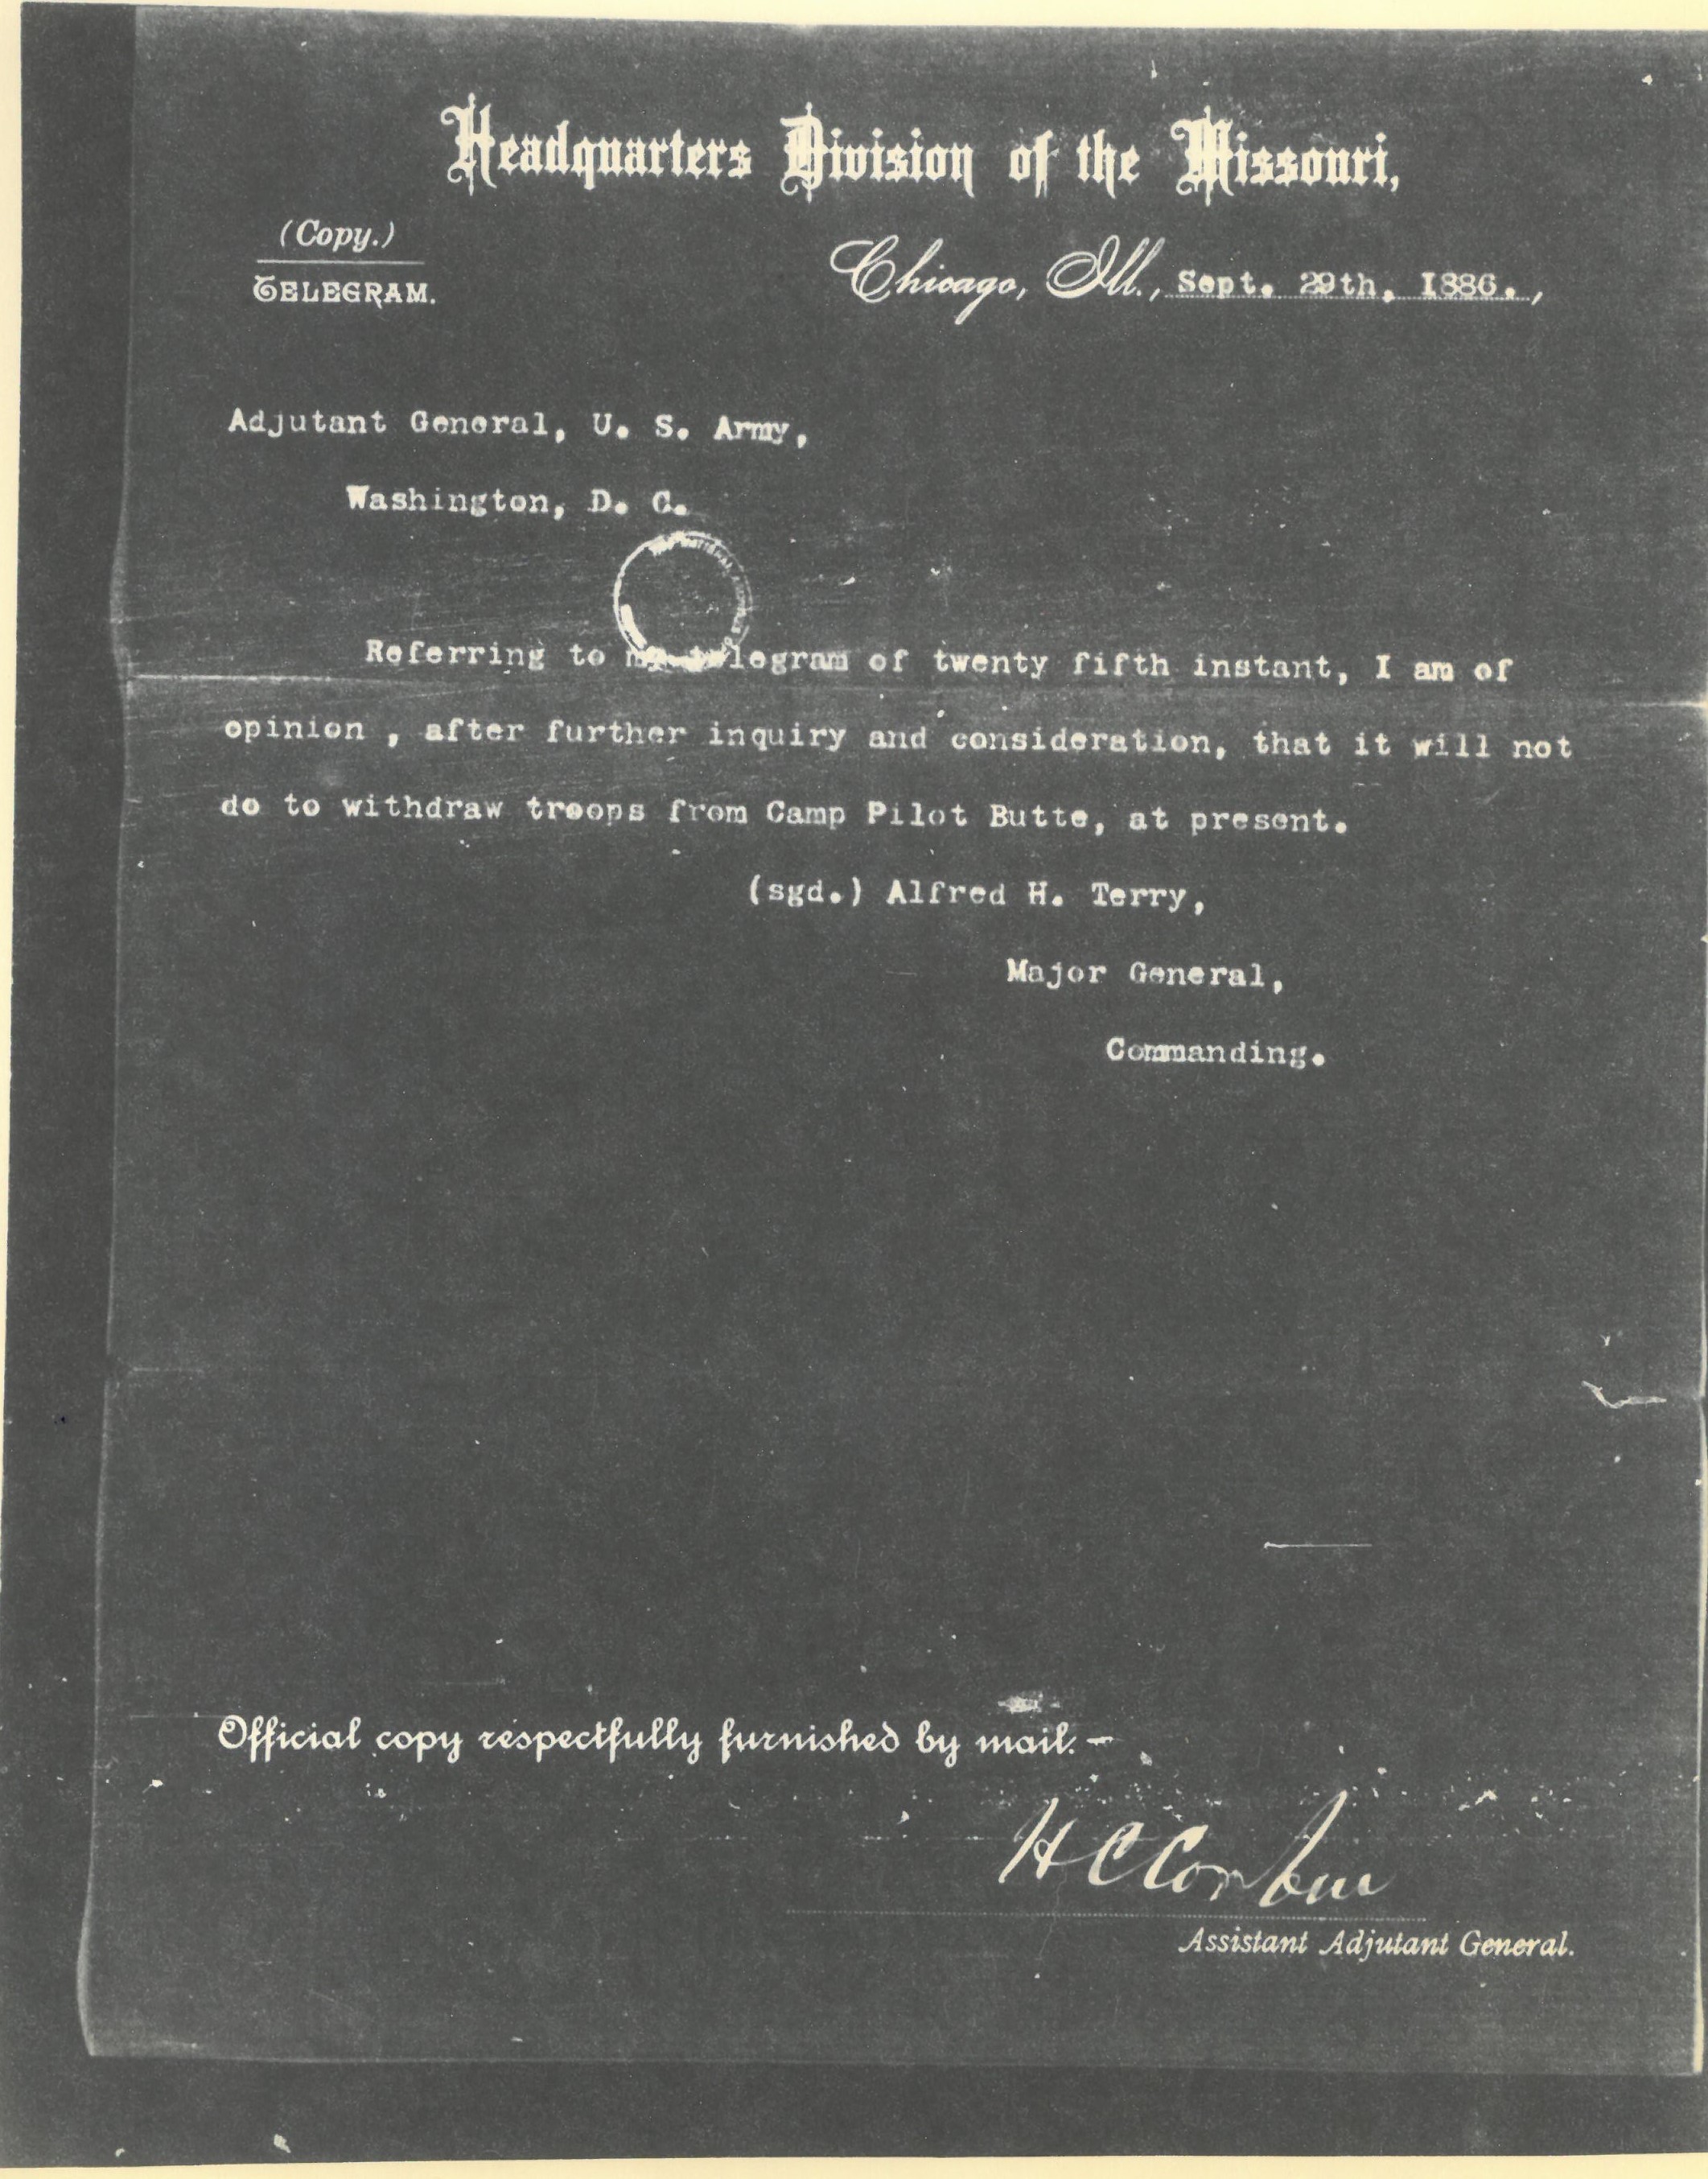 Headquarters Division of the Missouri,
(Copy.)
TELEGRAM.
Chicago, Ill., Sept. 29th, 1886.,
Adjutant General, U. S. Army,
Washington, D. C.
Referring to my telegram of twenty fifth instant, I am of
opinion , after further inquiry and consideration, that it will not
do to withdraw troops from Camp Pilot Butte, at present.
(sgd.) Alfred H. Terry,
Major General,
Commanding.
Official copy respectfully furnished by mail.—
H C Corbin
Assistant Adjutant General.